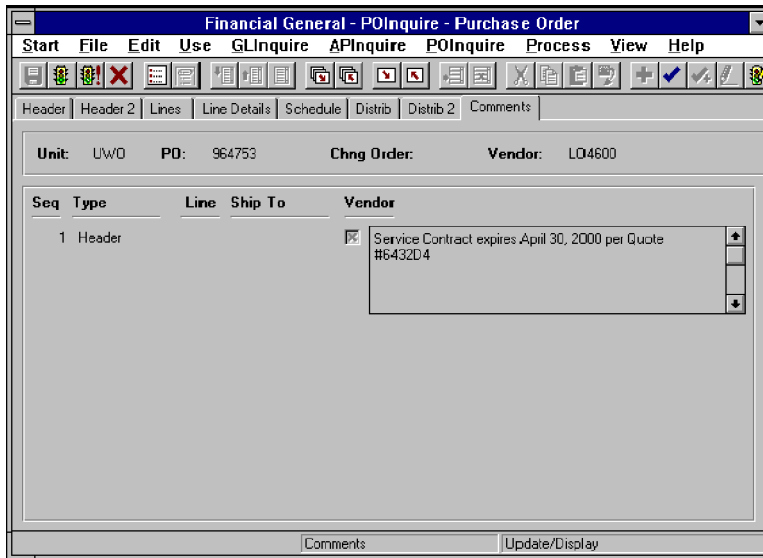 Financial General - POInquire - Purchase Order
Start File Edit Use GLInquire APInquire POInquire Process View Help
Header Header 2 Lines Line Details Schedule Distrib Distrib 2 Comments
Unit: UWO PO: 964753 Chng Order: Vendor: LOI4600
Seq Type Line Ship To Vendor
1 Header Service Contract expires April 30, 2000 per Quote
#6432D4
Comments Update/Display